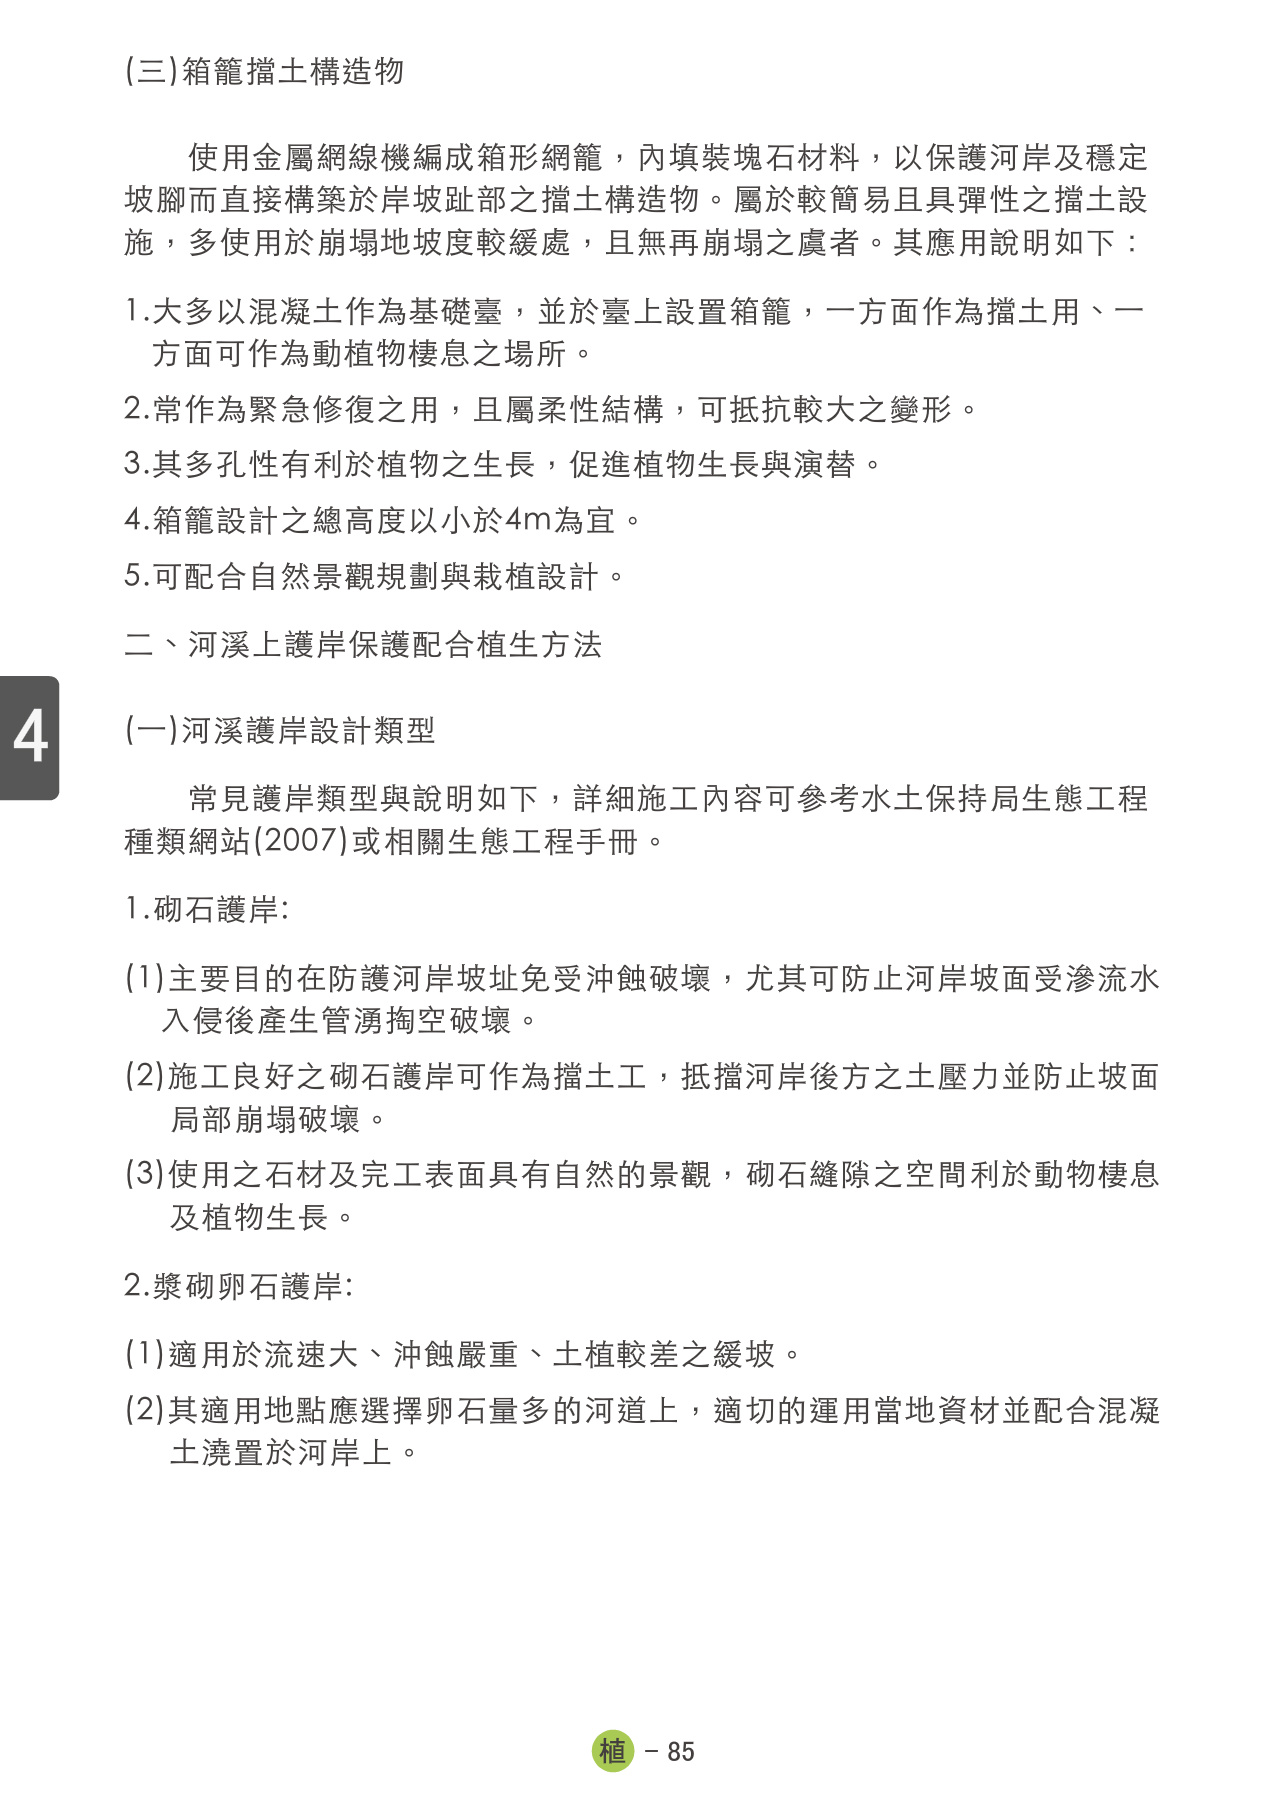 (三)箱籠擋土構造物
使用金屬網線機編成箱形網籠，內填裝塊石材料，以保護河岸及穩定
坡腳而直接構築於岸坡趾部之擋土構造物。屬於較簡易且具彈性之擋土設
施，多使用於崩塌地坡度較緩處，且無再崩塌之虞者。其應用說明如下：
1.大多以混凝土作為基礎臺，並於臺上設置箱籠，一方面作為擋土用、一
方面可作為動植物棲息之場所。
2.常作為緊急修復之用，且屬柔性結構，可抵抗較大之變形。
3.其多孔性有利於植物之生長，促進植物生長與演替。
4.箱籠設計之總高度以小於4m為宜。
5.可配合自然景觀規劃與栽植設計。
二、河溪上護岸保護配合植生方法
4
(一)河溪護岸設計類型
常見護岸類型與說明如下，詳細施工內容可參考水土保持局生態工程
種類網站(2007)或相關生態工程手冊。
1.砌石護岸:
(1)主要目的在防護河岸坡址免受沖蝕破壞，尤其可防止河岸坡面受滲流水
入侵後產生管湧掏空破壞。
(2)施工良好之砌石護岸可作為擋土工，抵擋河岸後方之土壓力並防止坡面
局部崩塌破壞。
(3)使用之石材及完工表面具有自然的景觀，砌石縫隙之空間利於動物棲息
及植物生長。
2.漿砌卵石護岸:
(1)適用於流速大、沖蝕嚴重、土植較差之緩坡。
(2)其適用地點應選擇卵石量多的河道上，適切的運用當地資材並配合混凝
土澆置於河岸上。
植 - 85